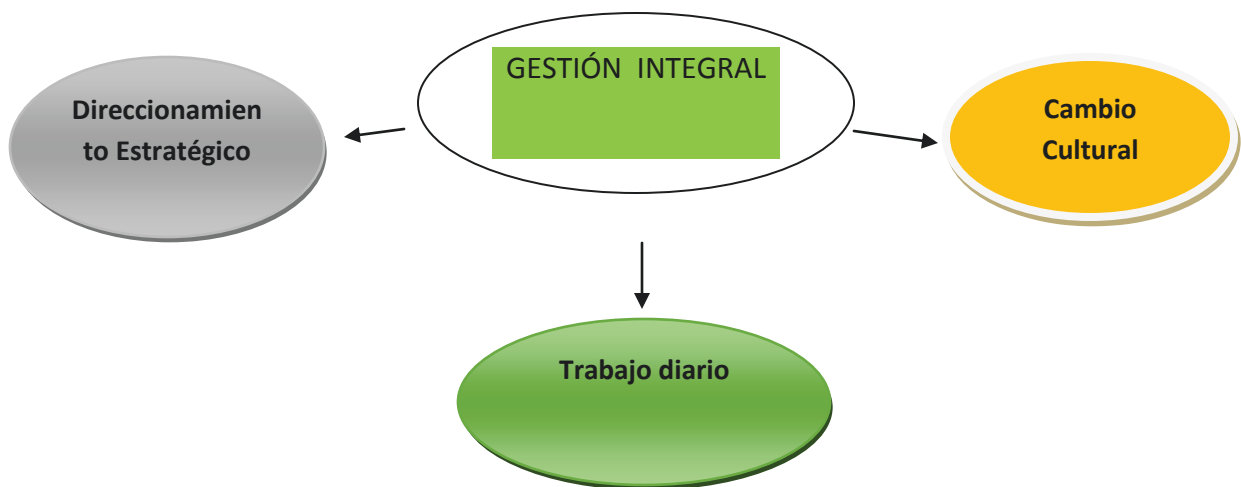 GESTIÓN INTEGRAL
Direccionamien
to Estratégico
Cambio
Cultural
Trabajo diario